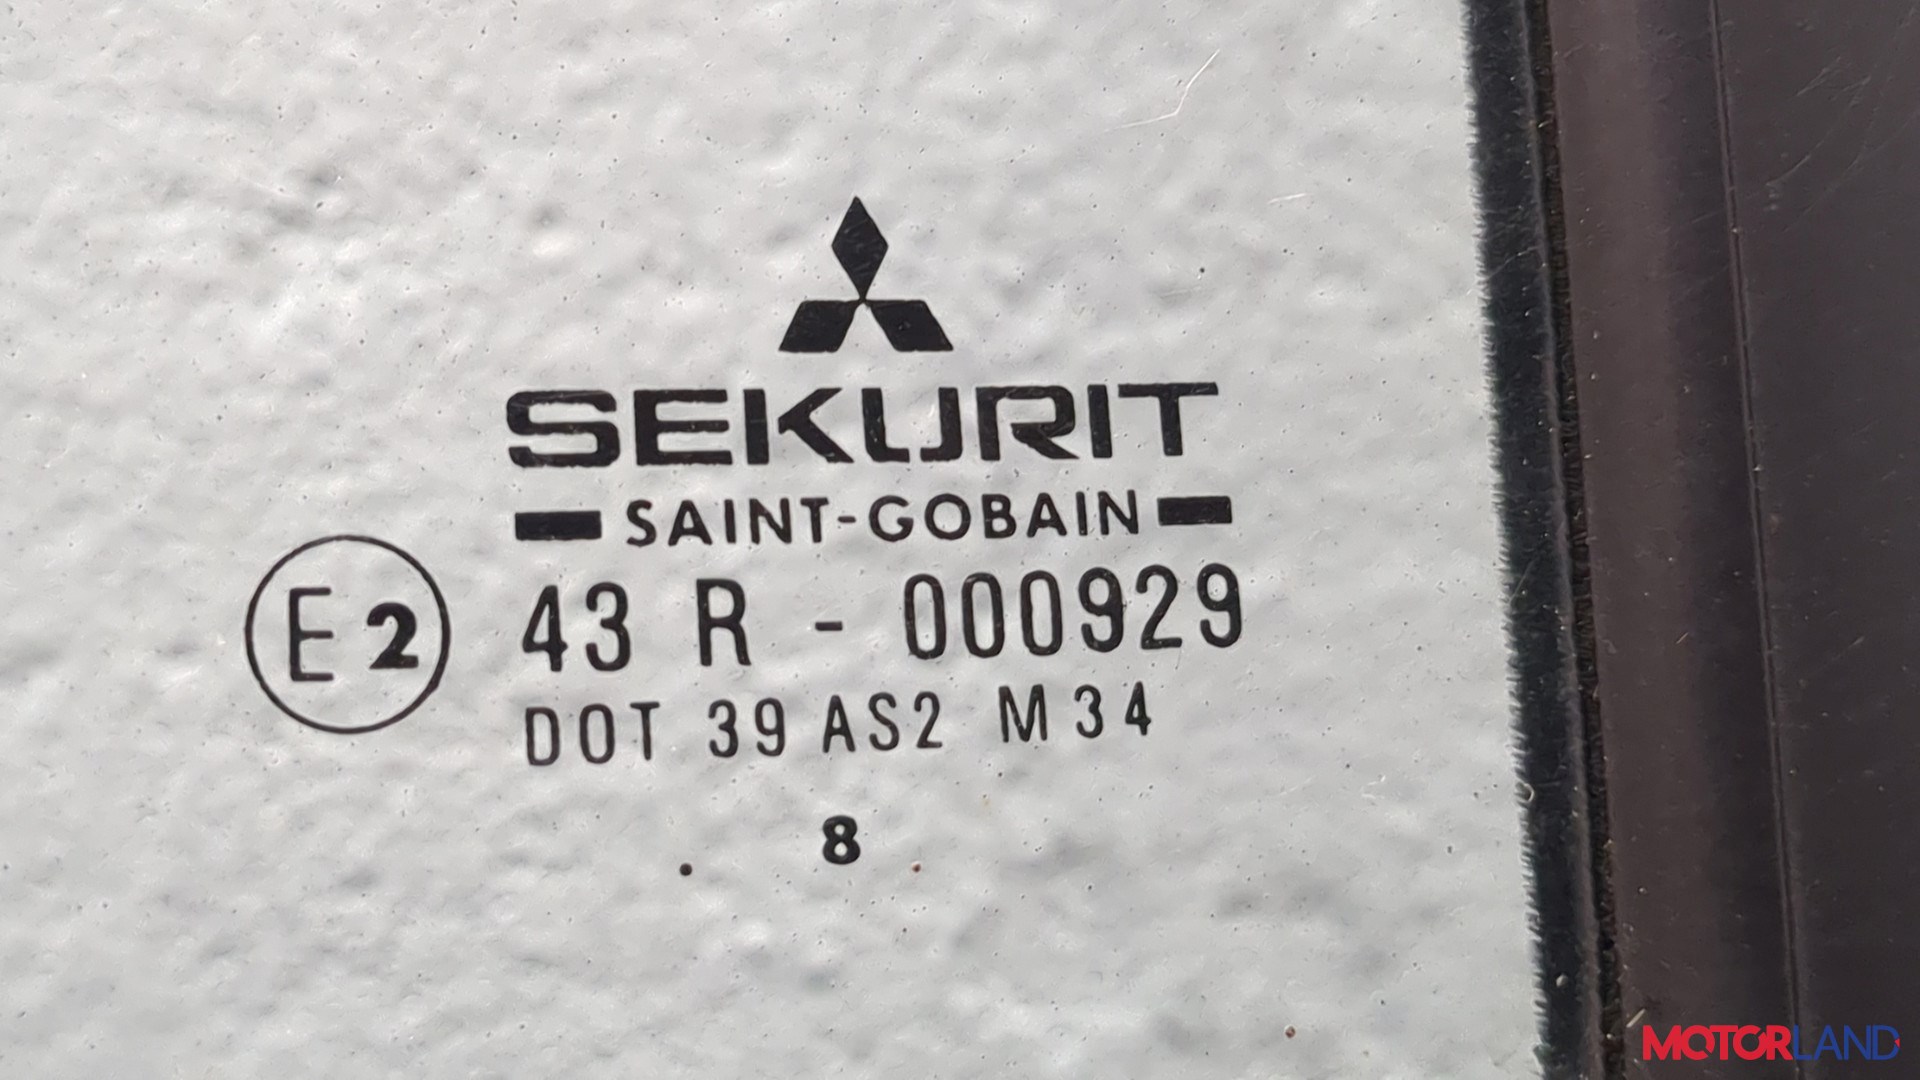 SEKURIT
SAINT-GOBAIN
E2 43 R - 000929
DOT 39 AS2 M34
8
MOTORLAND